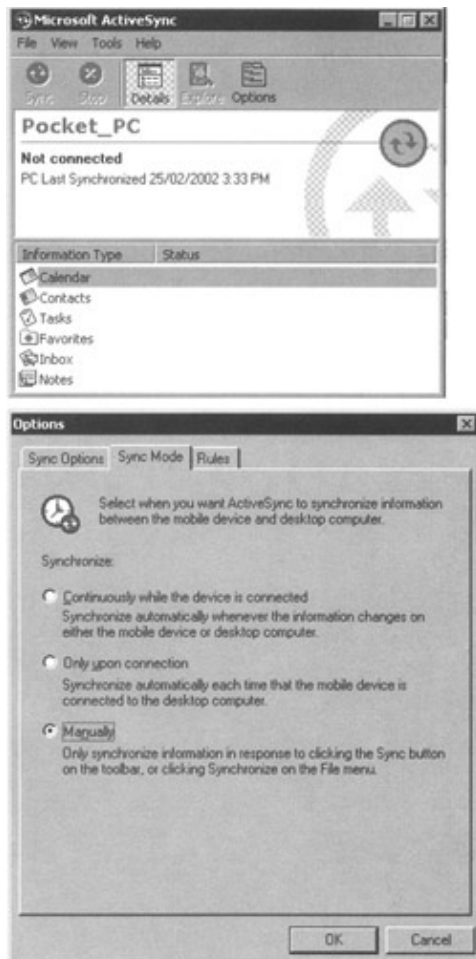 Microsoft ActiveSync
File View Tools Help
Sync Stop Details Explore Options
Pocket_PC
Not connected
PC Last Synchronized 25/02/2002 3:33 PM
Information Type Status
Calendar
Contacts
Tasks
Favorites
Inbox
Notes
Options
Sync Options Sync Mode Rules
Select when you want ActiveSync to synchronize information
between the mobile device and desktop computer.
Synchronize:
Continuously while the device is connected
Synchronize automatically whenever the information changes on
either the mobile device or desktop computer.
Only upon connection
Synchronize automatically each time that the mobile device is
connected to the desktop computer.
Manually
Only synchronize information in response to clicking the Sync button
on the toolbar, or clicking Synchronize on the File menu.
OK Cancel